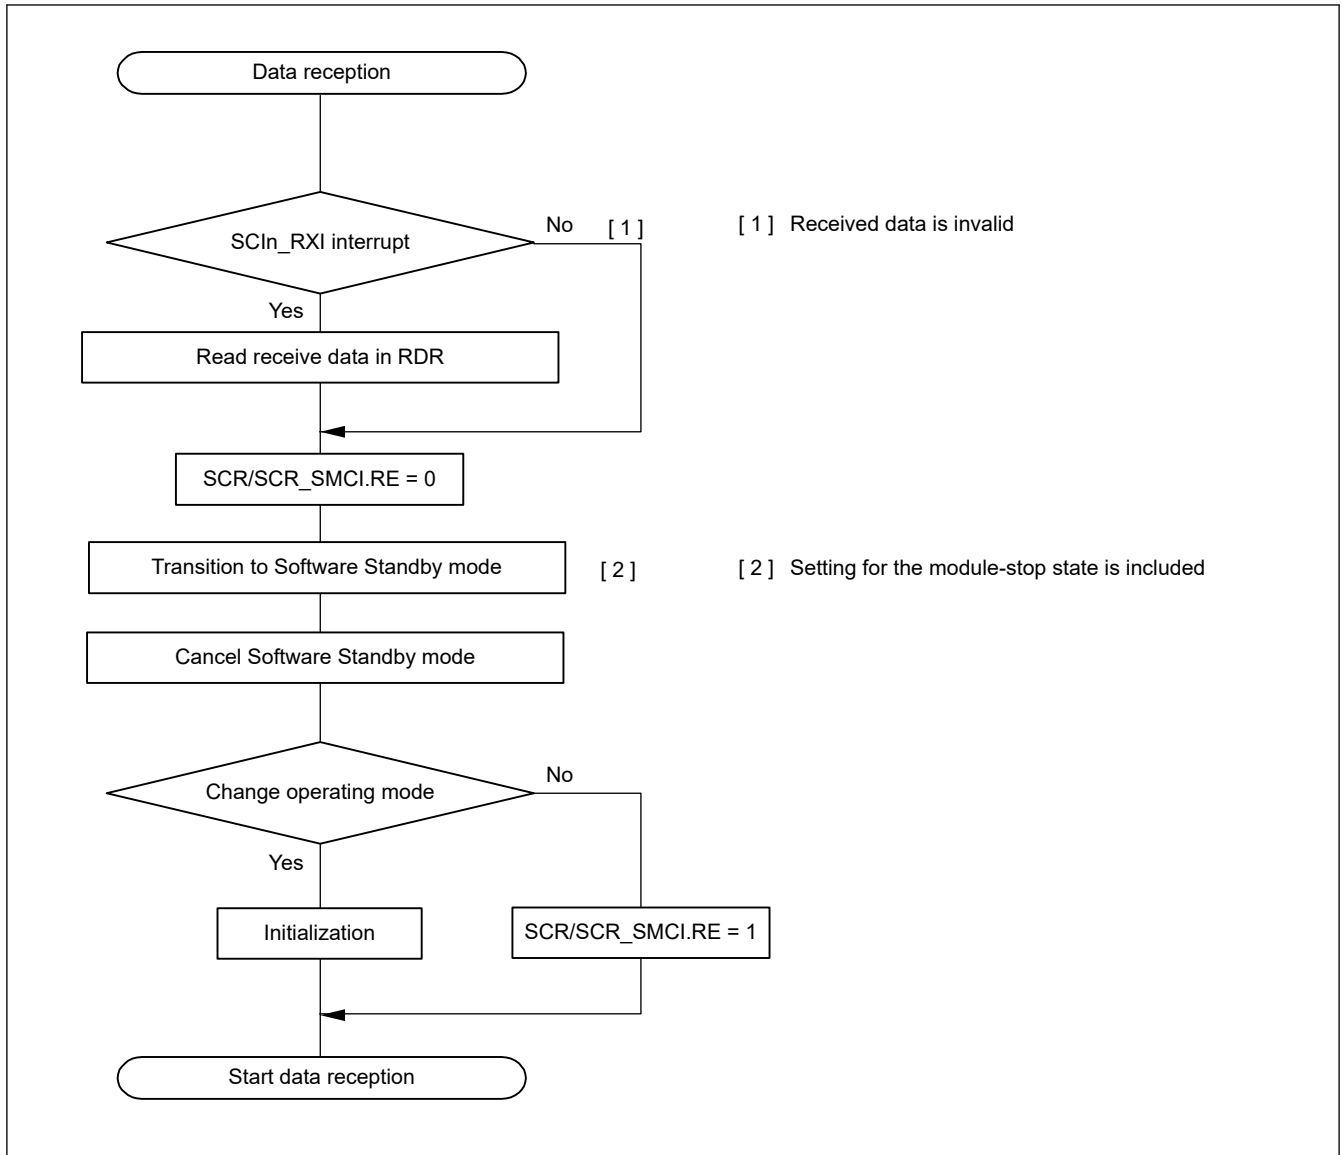 Data reception
SCIn_RXI interrupt
No
[ 1 ]
[ 1 ] Received data is invalid
Yes
Read receive data in RDR
SCR/SCR_SMCI.RE = 0
Transition to Software Standby mode
[ 2 ]
[ 2 ] Setting for the module-stop state is included
Cancel Software Standby mode
Change operating mode
No
Yes
Initialization
SCR/SCR_SMCI.RE = 1
Start data reception